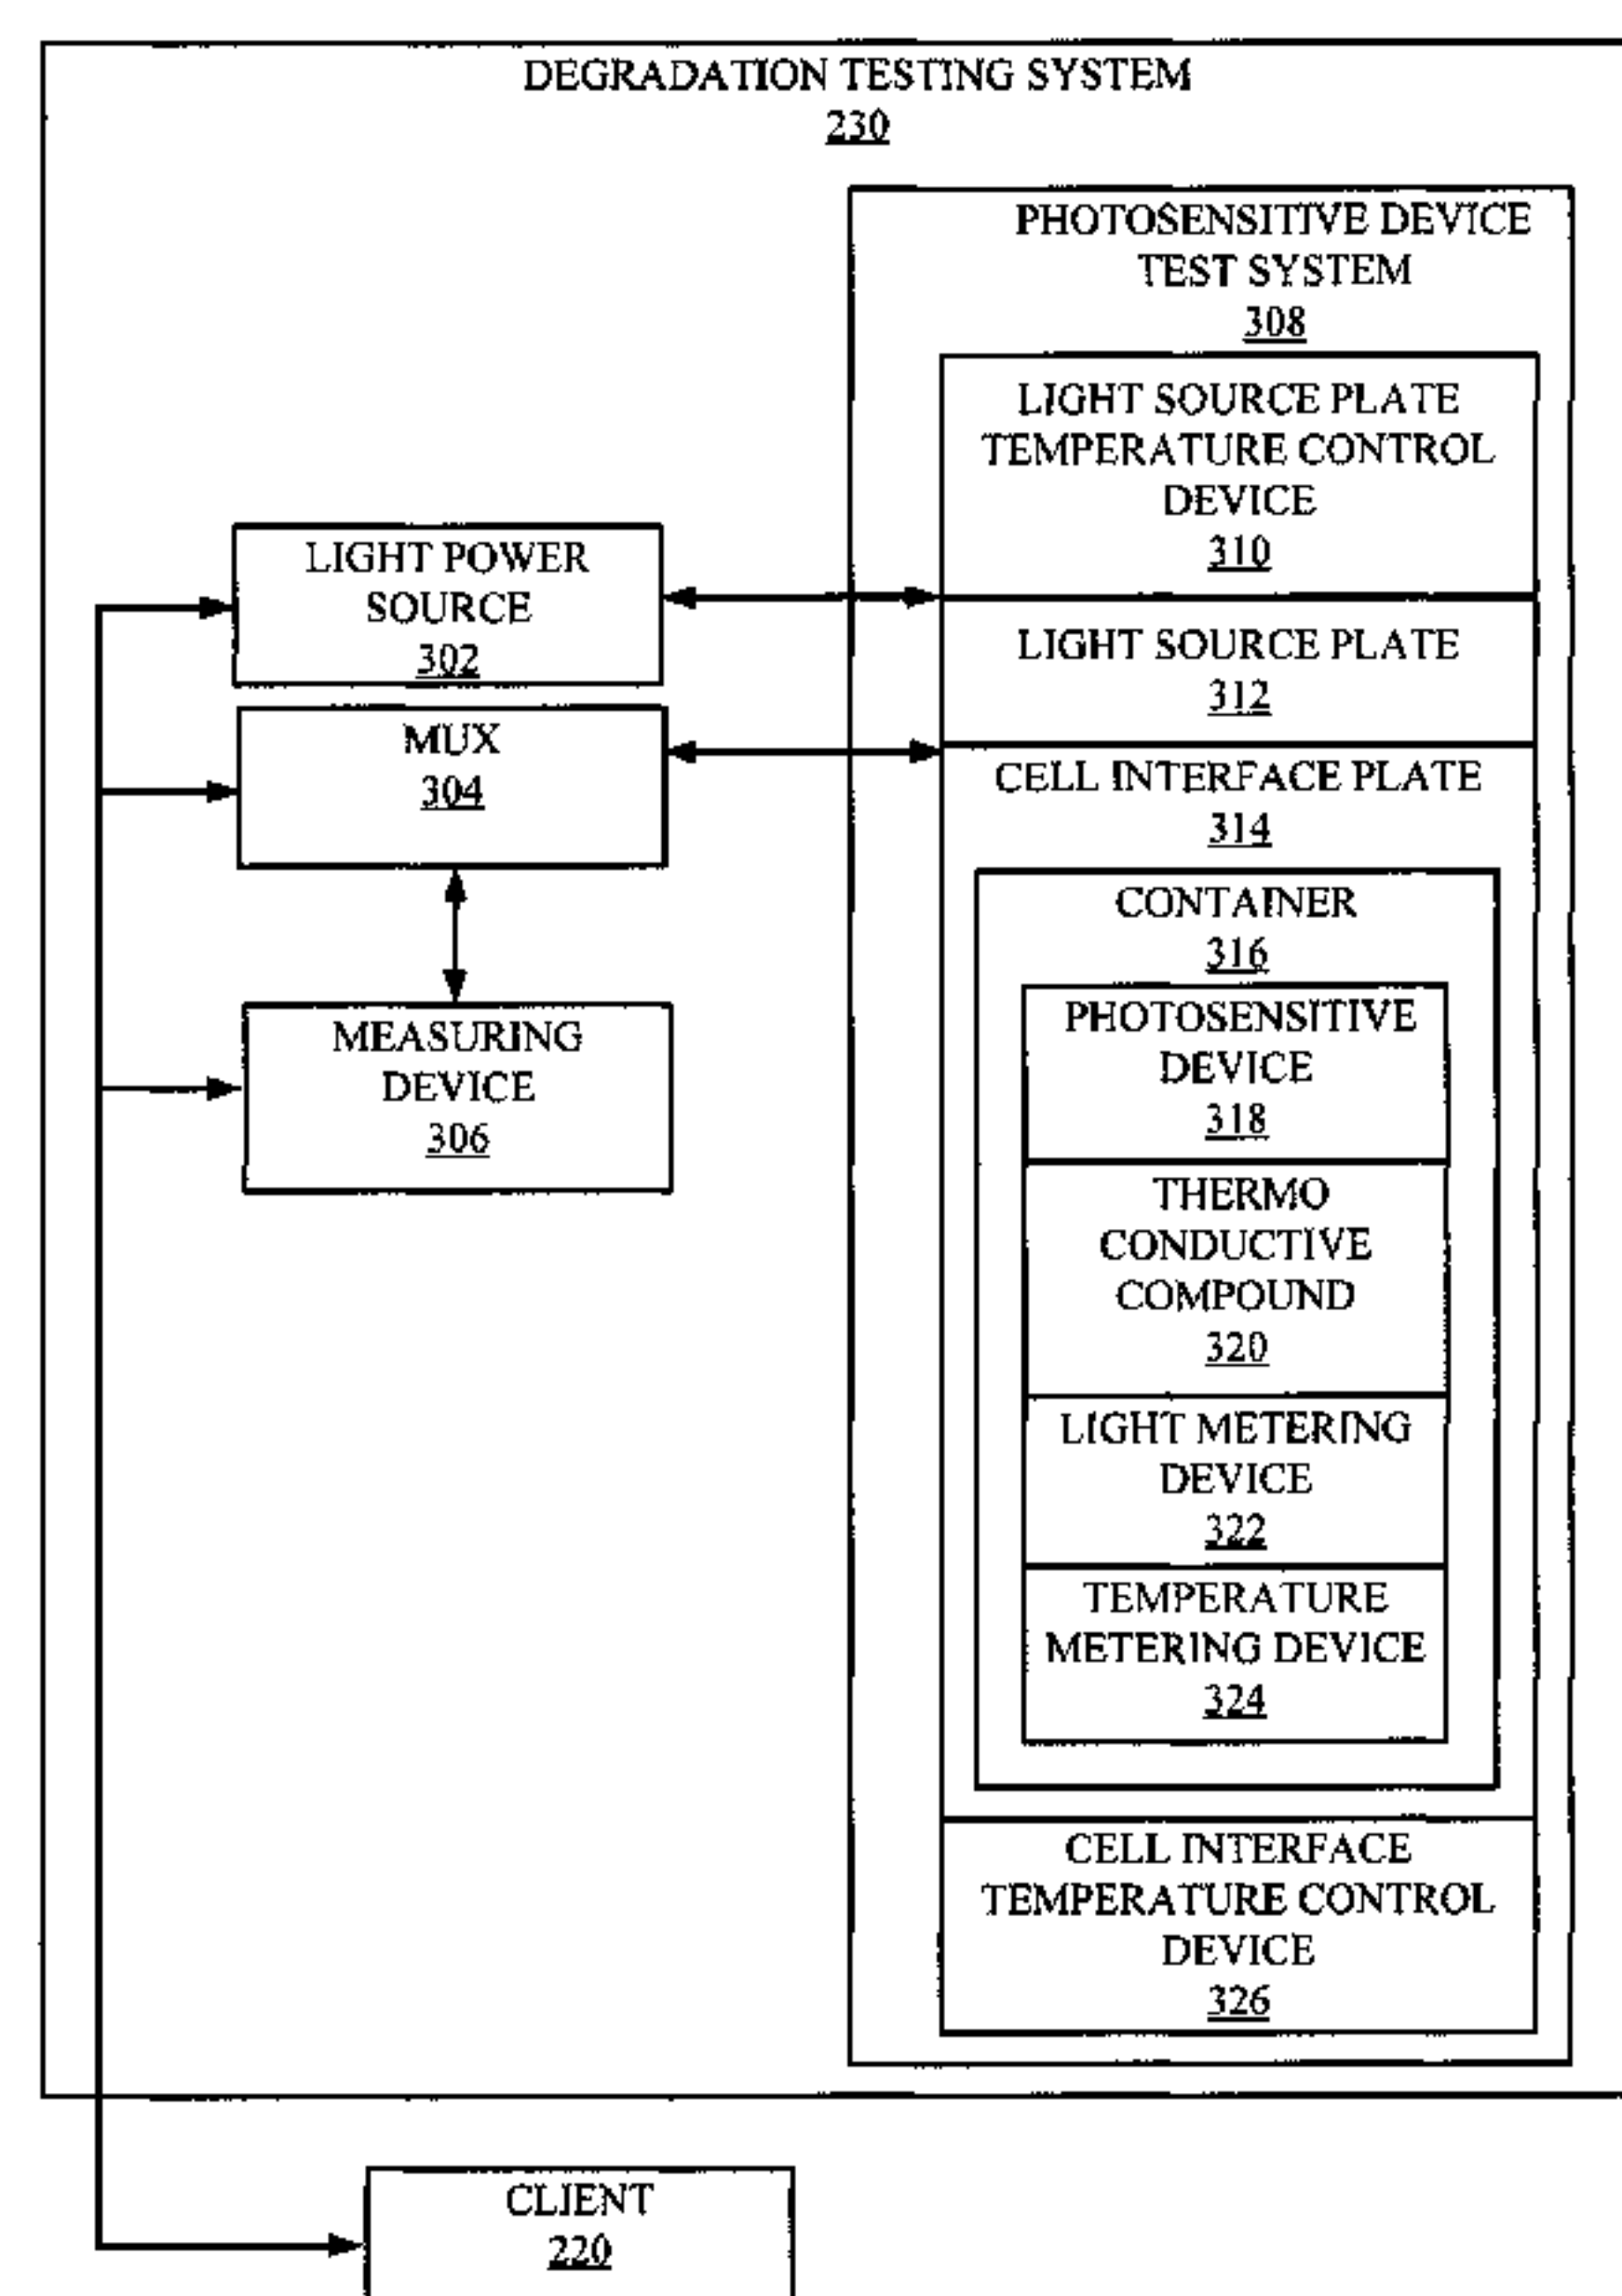 DEGRADATION TESTING SYSTEM
230
PHOTOSENSITIVE DEVICE
TEST SYSTEM
308
LIGHT SOURCE PLATE
TEMPERATURE CONTROL
DEVICE
310
LIGHT POWER
SOURCE
302
LIGHT SOURCE PLATE
312
MUX
304
CELL INTERFACE PLATE
314
CONTAINER
316
PHOTOSENSITIVE
DEVICE
318
MEASURING
DEVICE
306
THERMO
CONDUCTIVE
COMPOUND
320
LIGHT METERING
DEVICE
322
TEMPERATURE
METERING DEVICE
324
CELL INTERFACE
TEMPERATURE CONTROL
DEVICE
326
CLIENT
220